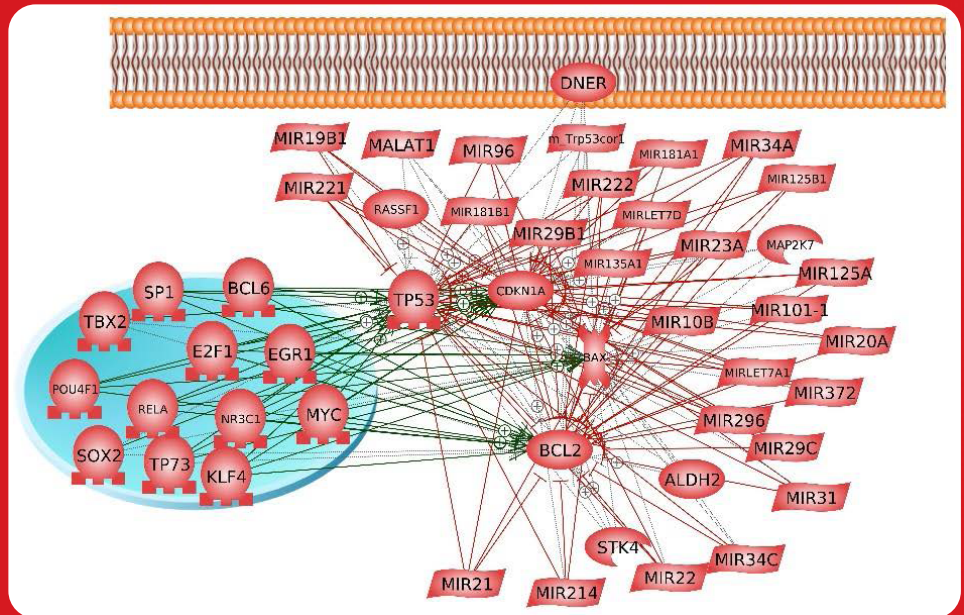 DNER
MIR19B1
MALAT1
MIR96
m_Trp53cor1
MIR181A1
MIR34A
MIR221
RASSF1
MIR181B1
MIR222
MIR125B1
MIR29B1
MIRLET7D
MIR23A
MAP2K7
MIR135A1
MIR125A
SP1
BCL6
TP53
CDKN1A
TBX2
MIR10B
MIR101-1
E2F1
EGR1
BAX
MIR20A
POU4F1
RELA
NR3C1
MYC
MIRLET7A1
MIR372
MIR296
SOX2
TP73
KLF4
BCL2
MIR29C
ALDH2
MIR31
STK4
MIR34C
MIR21
MIR214
MIR22